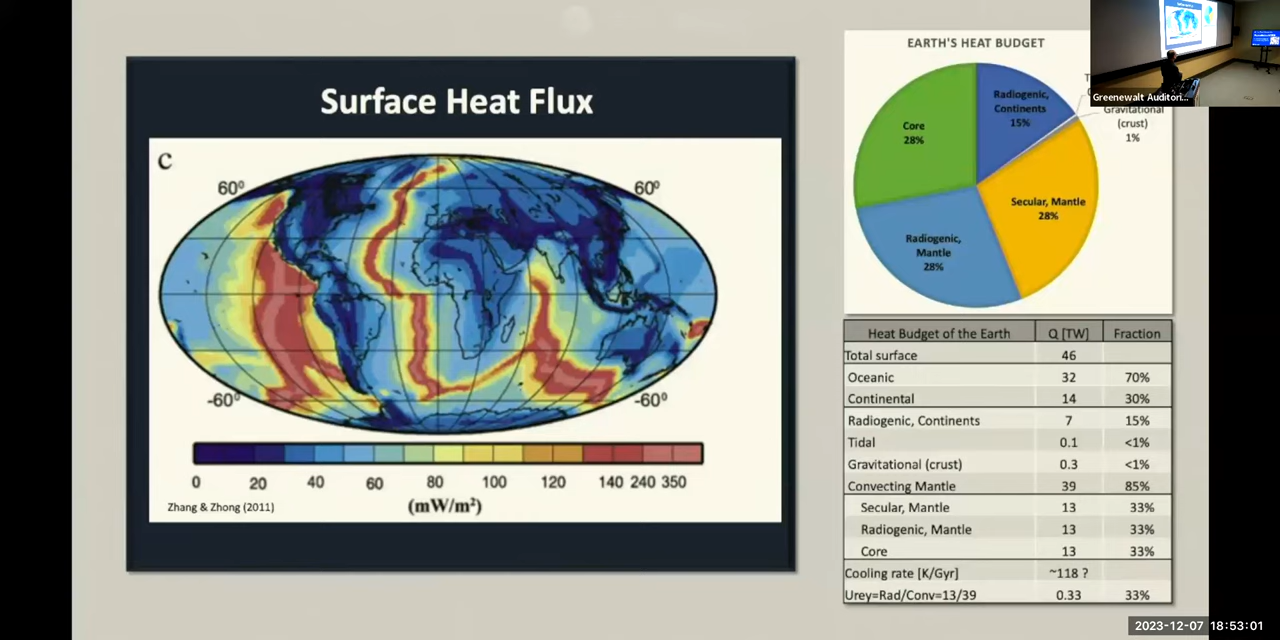 Surface Heat Flux
C
60⁰
60⁰
-60⁰
-60⁰
0 20 40 60 80 100 120 140 240 350
(mW/m²)
Zhang & Zhong (2011)
EARTH'S HEAT BUDGET
Radiogenic,
Continents
15%
Gravitational
(crust)
1%
Core
28%
Secular, Mantle
28%
Radiogenic,
Mantle
28%
Greenewalt Auditori...
Heat Budget of the Earth Q [TW] Fraction
Total surface 46
Oceanic 32 70%
Continental 14 30%
Radiogenic, Continents 7 15%
Tidal 0.1 <1%
Gravitational (crust) 0.3 <1%
Convecting Mantle 39 85%
Secular, Mantle 13 33%
Radiogenic, Mantle 13 33%
Core 13 33%
Cooling rate [K/Gyr] ~118 ?
Urey=Rad/Conv=13/39 0.33 33%
2023-12-07 18:53:01